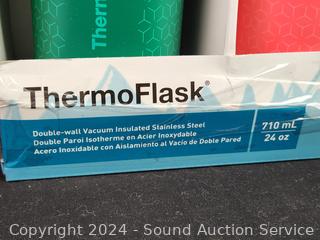 Thermo
ThermoFlask®
Double-wall Vacuum Insulated Stainless Steel
Double Paroi Isotherme en Acier Inoxydable
Acero Inoxidable con Aislamiento al Vacío de Doble Pared
710 mL
24 oz
Copyright 2024 - Sound Auction Service